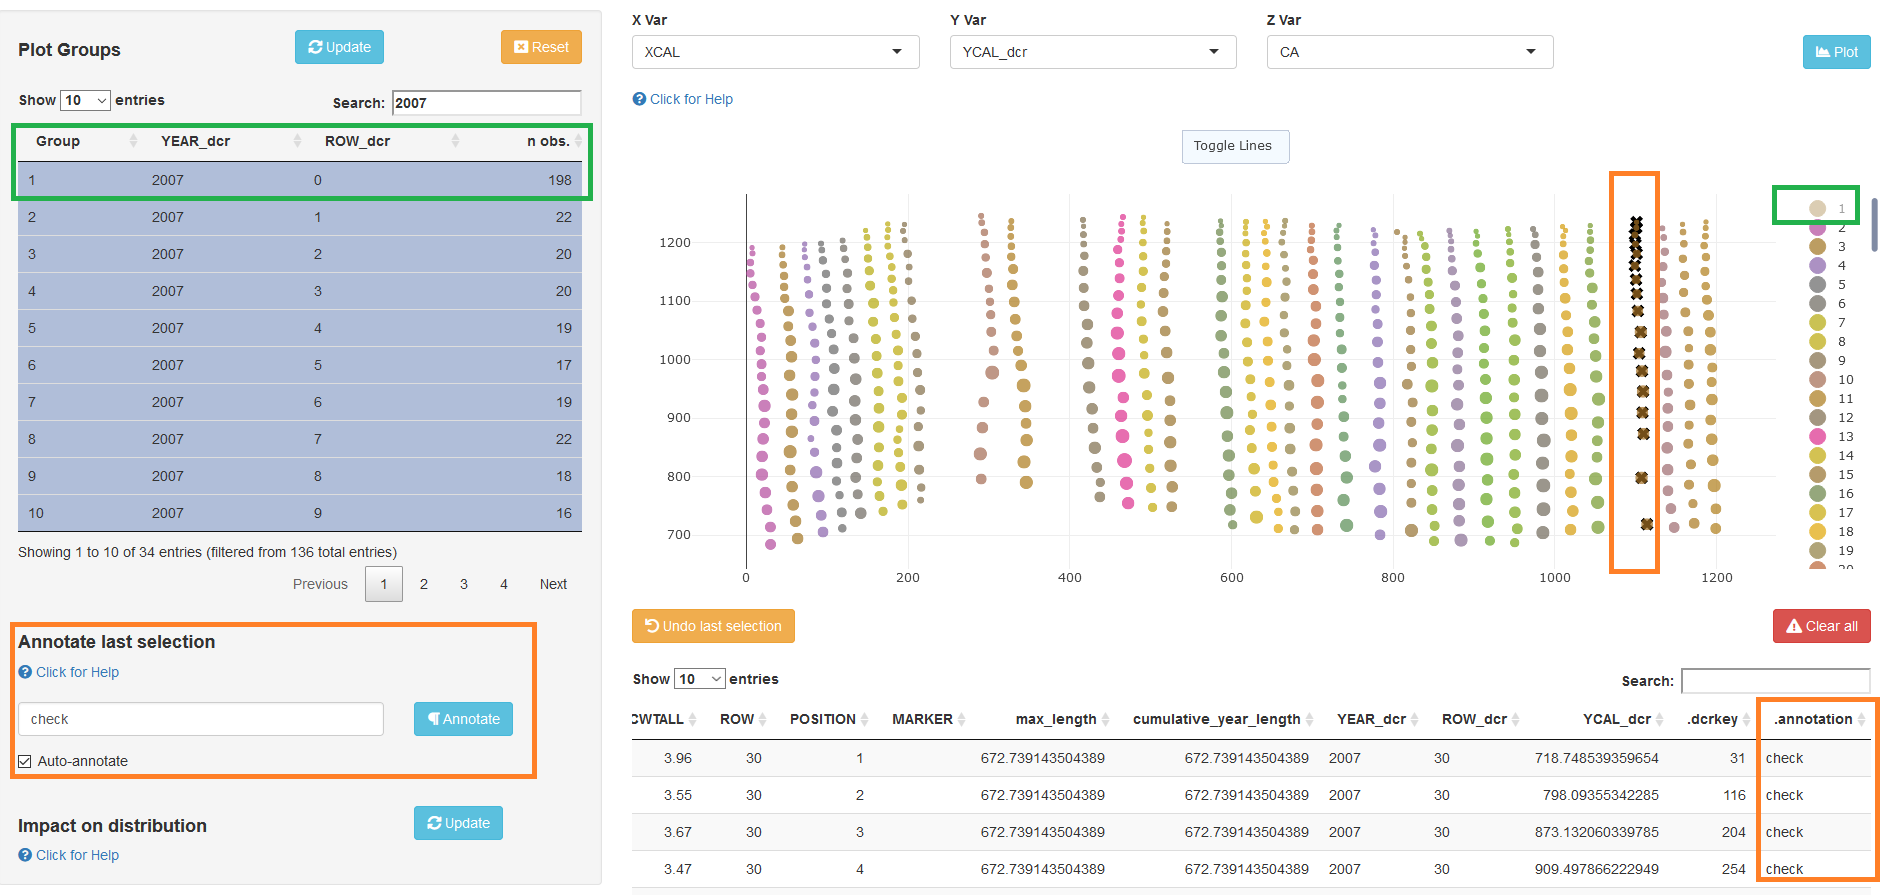 Plot Groups Update Reset
Show 10 entries Search: 2007
Group YEAR_dcr ROW_dcr n obs.
1 2007 0 198
2 2007 1 22
3 2007 2 20
4 2007 3 20
5 2007 4 19
6 2007 5 17
7 2007 6 19
8 2007 7 22
9 2007 8 18
10 2007 9 16
Showing 1 to 10 of 34 entries (filtered from 136 total entries)
Previous 1 2 3 4 Next
Annotate last selection
Click for Help
check Annotate
Auto-annotate
Impact on distribution Update
Click for Help
X Var Y Var Z Var
XCAL YCAL_dcr CA Plot
Click for Help
Toggle Lines
1200
1100
1000
900
800
700
0 200 400 600 800 1000 1200
1
2
3
4
5
6
7
8
9
10
11
12
13
14
15
16
17
18
19
20
Undo last selection Clear all
Show 10 entries Search:
CWTALL ROW POSITION MARKER max_length cumulative_year_length YEAR_dcr ROW_dcr YCAL_dcr .dcrkey .annotation
3.96 30 1 672.739143504389 672.739143504389 2007 30 718.748539359654 31 check
3.55 30 2 672.739143504389 672.739143504389 2007 30 798.09355342285 116 check
3.67 30 3 672.739143504389 672.739143504389 2007 30 873.132060339785 204 check
3.47 30 4 672.739143504389 672.739143504389 2007 30 909.497866222949 254 check